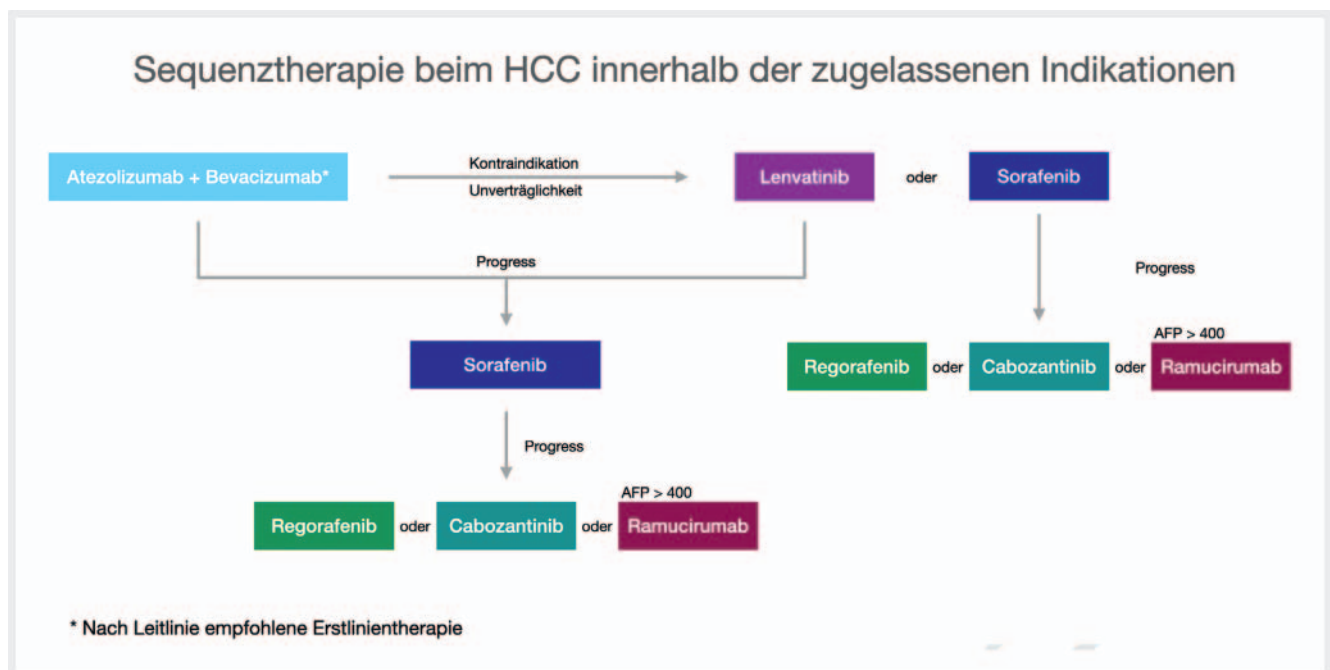 Sequenztherapie beim HCC innerhalb der zugelassenen Indikationen
Atezolizumab + Bevacizumab*
Kontraindikation
Unverträglichkeit
Lenvatinib
oder
Sorafenib
Progress
Progress
Sorafenib
AFP > 400
Regorafenib oder Cabozantinib oder Ramucirumab
Progress
AFP > 400
Regorafenib oder Cabozantinib oder Ramucirumab
* Nach Leitlinie empfohlene Erstlinientherapie